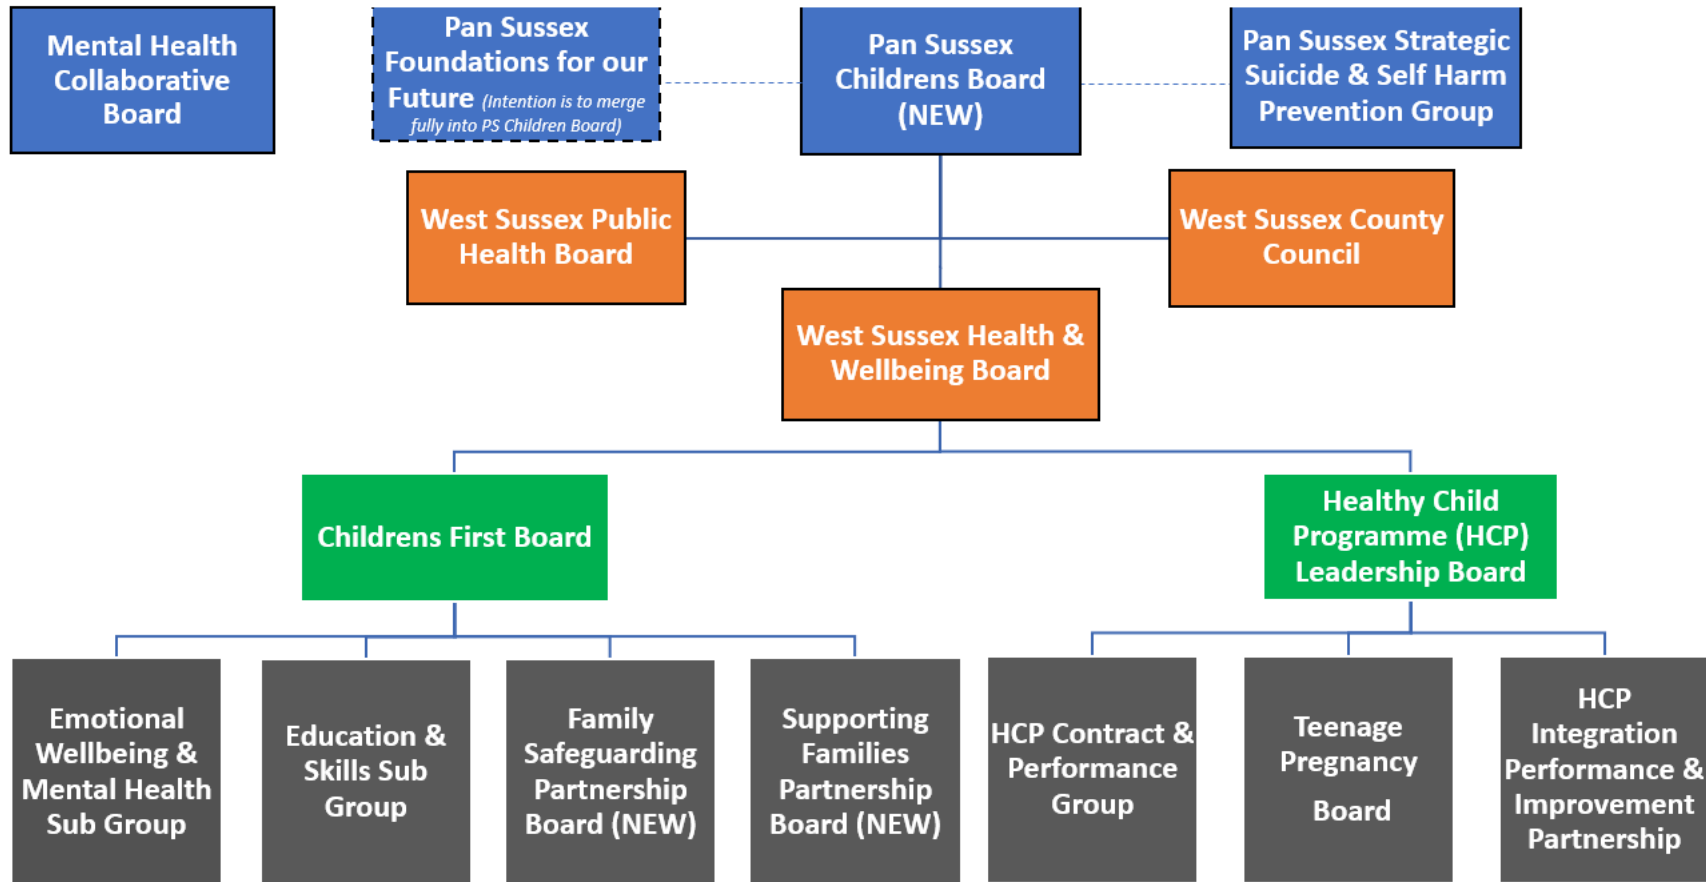 Mental Health
Collaborative
Board
Pan Sussex
Foundations for our
Future (Intention is to merge
fully into PS Children Board)
Pan Sussex
Childrens Board
(NEW)
Pan Sussex Strategic
Suicide & Self Harm
Prevention Group
West Sussex Public
Health Board
West Sussex County
Council
West Sussex Health &
Wellbeing Board
Childrens First Board
Healthy Child
Programme (HCP)
Leadership Board
Emotional
Wellbeing &
Mental Health
Sub Group
Education &
Skills Sub
Group
Family
Safeguarding
Partnership
Board (NEW)
Supporting
Families
Partnership
Board (NEW)
HCP Contract &
Performance
Group
Teenage
Pregnancy
Board
HCP
Integration
Performance &
Improvement
Partnership